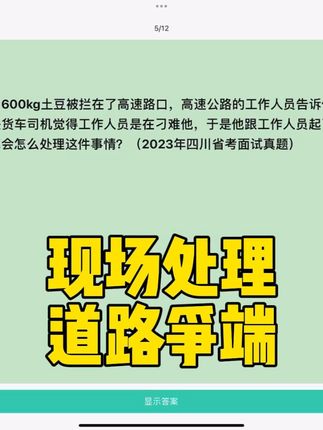 5/12
600kg土豆被拦在了高速路口，高速公路的工作人员告诉
货车司机觉得工作人员是在刁难他，于是他跟工作人员起
会怎么处理这件事情？（2023年四川省考面试真题）
现场处理
道路爭端
显示答案